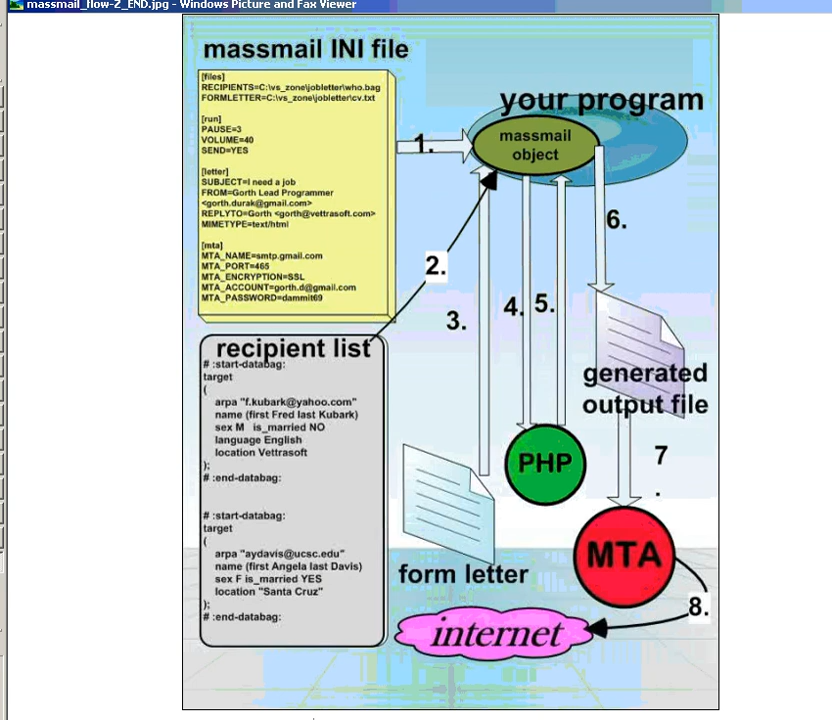 massmail_flow-2_END.jpg - Windows Picture and Fax Viewer
massmail INI file
[files]
RECIPIENTS=C:\vs_zone\jobletter\who.bag
FORMLETTER=C:\vs_zone\jobletter\cv.txt
[run]
PAUSE=3
VOLUME=40
SEND=YES
[letter]
SUBJECT=I need a job
FROM=Gorth Lead Programmer
<gorth.durak@gmail.com>
REPLYTO=Gorth <gorth@vettrasoft.com>
MIMETYPE=text/html
[mta]
MTA_NAME=smtp.gmail.com
MTA_PORT=465
MTA_ENCRYPTION=SSL
MTA_ACCOUNT=gorth.d@gmail.com
MTA_PASSWORD=dammit69
your program
massmail
object
1.
2.
3.
4.
5.
6.
recipient list
# :start-databag:
target
(
arpa "f.kubark@yahoo.com"
name (first Fred last Kubark)
sex M is_married NO
language English
location Vettrasoft
);
# :end-databag:
# :start-databag:
target
(
arpa "aydavis@ucsc.edu"
name (first Angela last Davis)
sex F is_married YES
location "Santa Cruz"
);
# :end-databag:
generated
output file
PHP
7
.
MTA
form letter
8.
internet